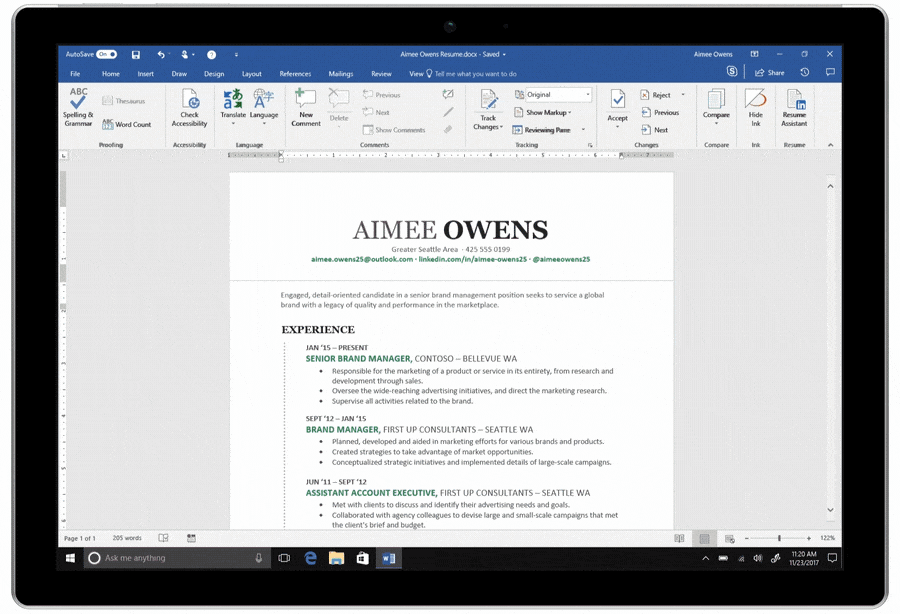 AutoSave On
Aimee Owens Resume.docx - Saved
Aimee Owens
File Home Insert Draw Design Layout References Mailings Review View Tell me what you want to do
Share
ABC
Spelling & Grammar
Thesaurus
ABC
123
Word Count
Proofing
Check Accessibility
Accessibility
Translate
Language
Language
New Comment
Delete
Previous
Next
Show Comments
Comments
Track Changes
Original
Show Markup
Reviewing Pane
Tracking
Accept
Reject
Previous
Next
Changes
Compare
Compare
Hide Ink
Ink
Resume Assistant
Resume
AIMEE OWENS
Greater Seattle Area · 425 555 0199
aimee.owens25@outlook.com · linkedin.com/in/aimee-owens25 · @aimeeowens25
Engaged, detail-oriented candidate in a senior brand management position seeks to service a global
brand with a legacy of quality and performance in the marketplace.
EXPERIENCE
JAN '15 – PRESENT
SENIOR BRAND MANAGER, CONTOSO – BELLEVUE WA
• Responsible for the marketing of a product or service in its entirety, from research and
development through sales.
• Oversee the wide-reaching advertising initiatives, and direct the marketing research.
• Supervise all activities related to the brand.
SEPT '12 – JAN '15
BRAND MANAGER, FIRST UP CONSULTANTS – SEATTLE WA
• Planned, developed and aided in marketing efforts for various brands and products.
• Created strategies to take advantage of market opportunities.
• Conceptualized strategic initiatives and implemented details of large-scale campaigns.
JUN '11 – SEPT '12
ASSISTANT ACCOUNT EXECUTIVE, FIRST UP CONSULTANTS – SEATTLE WA
• Met with clients to discuss and identify their advertising needs and goals.
• Collaborated with agency colleagues to devise large and small-scale campaigns that met
the client's brief and budget.
Page 1 of 1 205 words
122%
Ask me anything
11:20 AM
11/23/2017